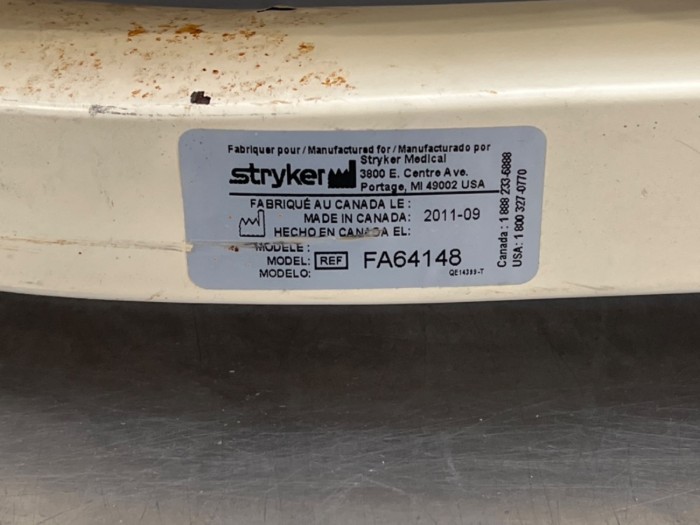 Fabriquer pour / Manufactured for / Manufacturado por
stryker
Stryker Medical
3800 E. Centre Ave.
Portage, MI 49002 USA
FABRIQUÉ AU CANADA LE :
MADE IN CANADA: 2011-09
HECHO EN CANADA EL:
MODÈLE :
MODEL: REF FA64148
MODELO:
QE14399-T
Canada : 1 888 233-6888
USA: 1 800 327-0770